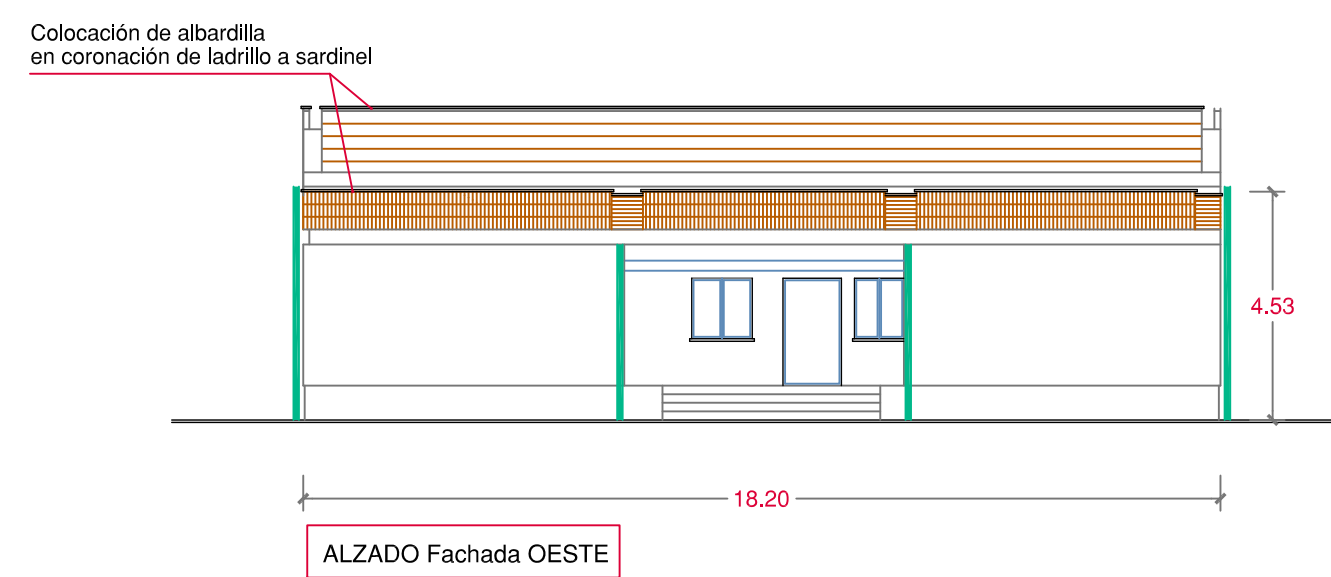 Colocación de albardilla
en coronación de ladrillo a sardinel
4.53
18.20
ALZADO Fachada OESTE